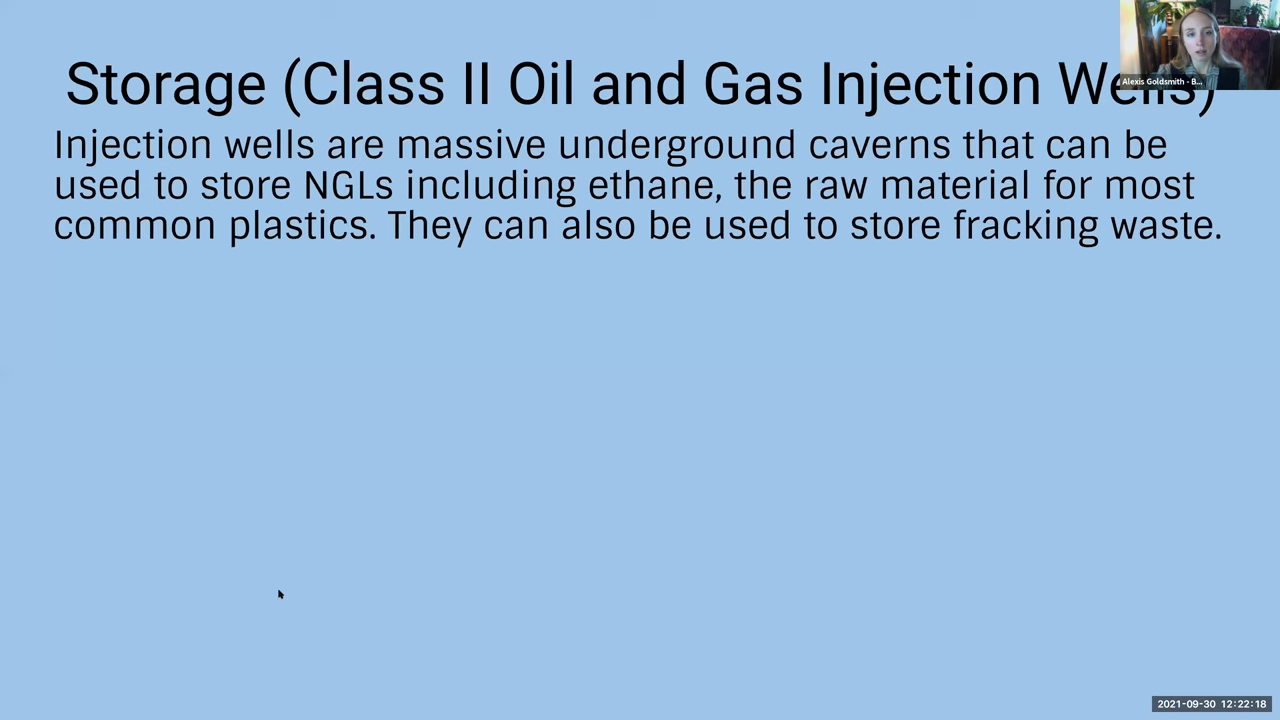 Storage (Class II Oil and Gas Injection Wells)
Alexis Goldsmith - B...
Injection wells are massive underground caverns that can be
used to store NGLs including ethane, the raw material for most
common plastics. They can also be used to store fracking waste.
2021-09-30 12:22:18